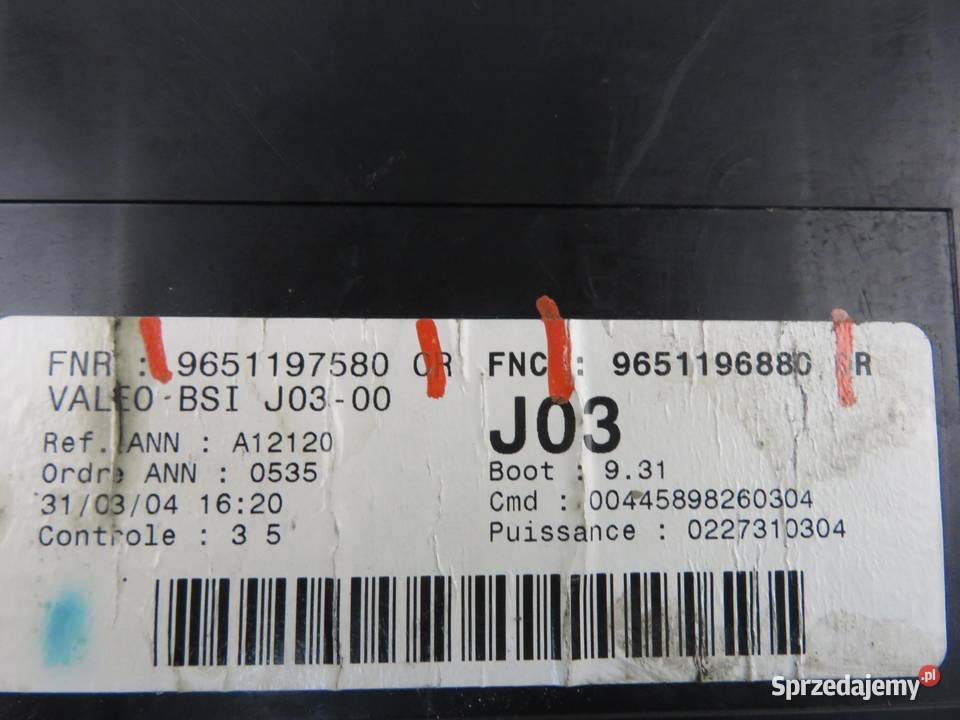 FNR : 9651197580 0R
VALEO BSI J03-00
Ref. ANN : A12120
Ordre ANN : 0535
31/03/04 16:20
Controle : 3 5
FNC : 9651196880 R
J03
Boot : 9.31
Cmd : 00445898260304
Puissance : 0227310304
Sprzedajemy.pl